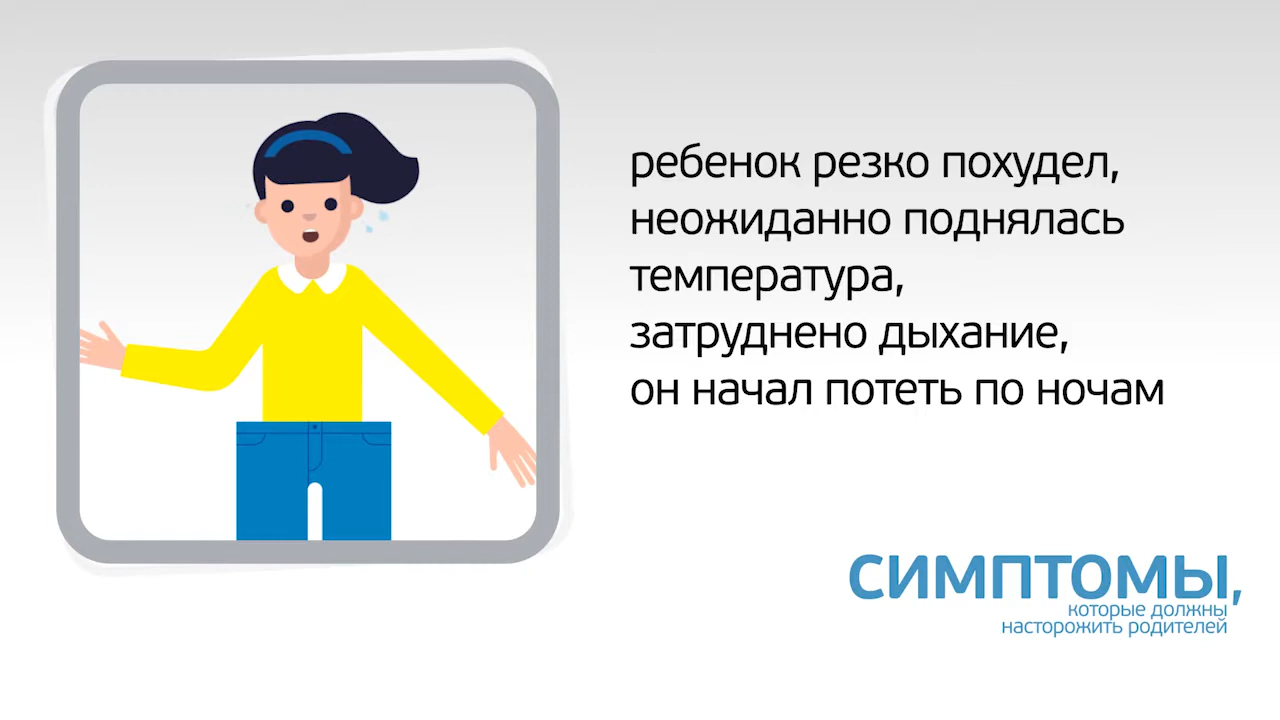 ребенок резко похудел,
неожиданно поднялась
температура,
затруднено дыхание,
он начал потеть по ночам
СИМПТОМЫ,
которые должны
насторожить родителей